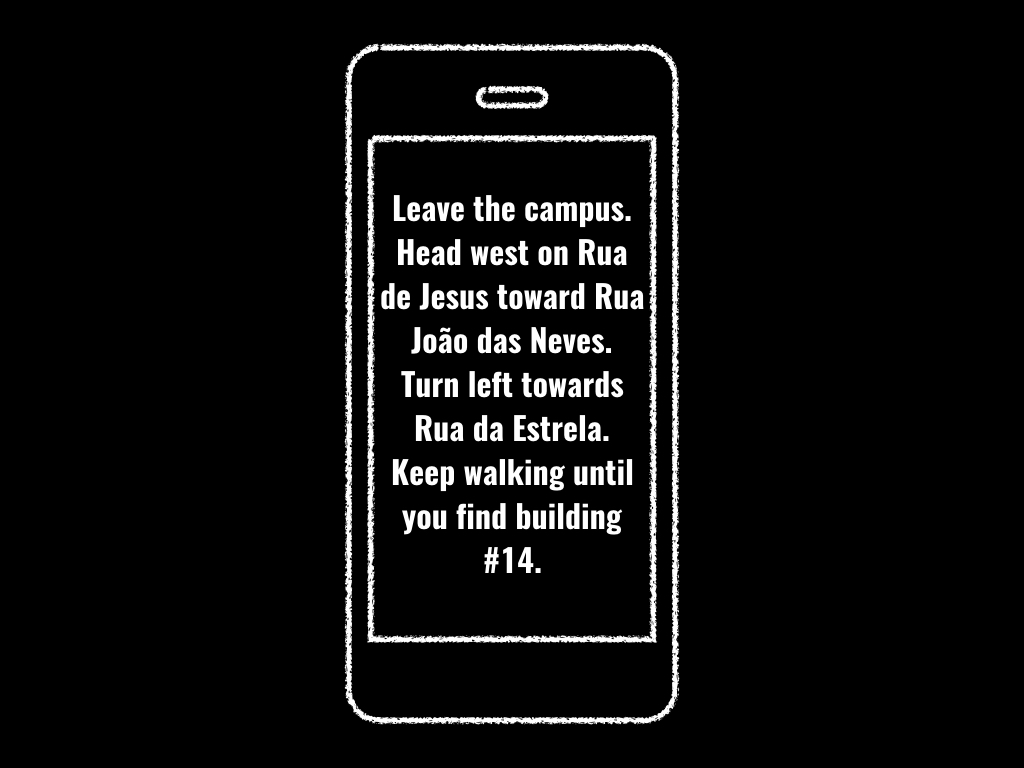 Leave the campus.
Head west on Rua
de Jesus toward Rua
João das Neves.
Turn left towards
Rua da Estrela.
Keep walking until
you find building
#14.